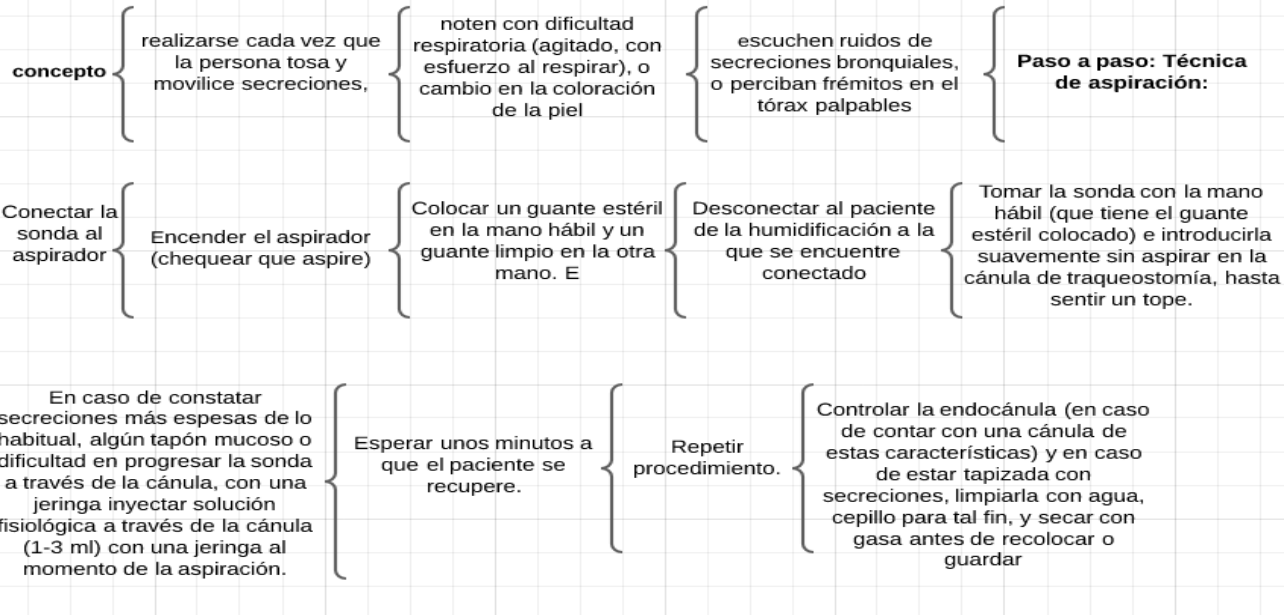 concepto
realizarse cada vez que
la persona tosa y
movilice secreciones,
noten con dificultad
respiratoria (agitado, con
esfuerzo al respirar), o
cambio en la coloración
de la piel
escuchen ruidos de
secreciones bronquiales,
o perciban frémitos en el
tórax palpables
Paso a paso: Técnica
de aspiración:
Conectar la
sonda al
aspirador
Encender el aspirador
(chequear que aspire)
Colocar un guante estéril
en la mano hábil y un
guante limpio en la otra
mano. E
Desconectar al paciente
de la humidificación a la
que se encuentre
conectado
Tomar la sonda con la mano
hábil (que tiene el guante
estéril colocado) e introducirla
suavemente sin aspirar en la
cánula de traqueostomía, hasta
sentir un tope.
En caso de constatar
secreciones más espesas de lo
habitual, algún tapón mucoso o
dificultad en progresar la sonda
a través de la cánula, con una
jeringa inyectar solución
fisiológica a través de la cánula
(1-3 ml) con una jeringa al
momento de la aspiración.
Esperar unos minutos a
que el paciente se
recupere.
Repetir
procedimiento.
Controlar la endocánula (en caso
de contar con una cánula de
estas características) y en caso
de estar tapizada con
secreciones, limpiarla con agua,
cepillo para tal fin, y secar con
gasa antes de recolocar o
guardar